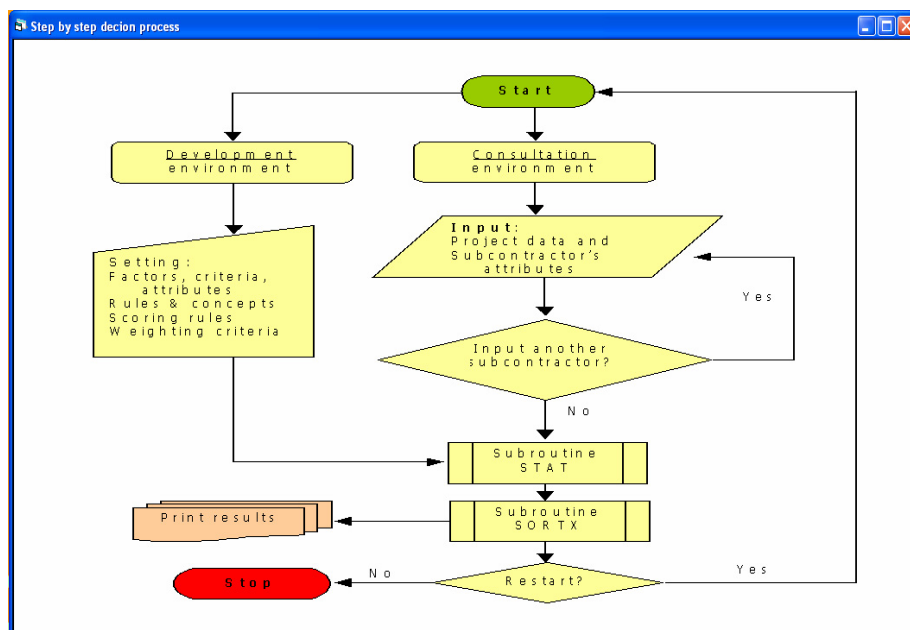 Step by step decion process
Start
Development
environment
Consultation
environment
Input:
Project data and
Subcontractor's
attributes
Setting:
Factors, criteria,
attributes
Rules & concepts
Scoring rules
Weighting criteria
Yes
Input another
subcontractor?
No
Subroutine
STAT
Print results
Subroutine
SORTX
Stop
No
Restart?
Yes